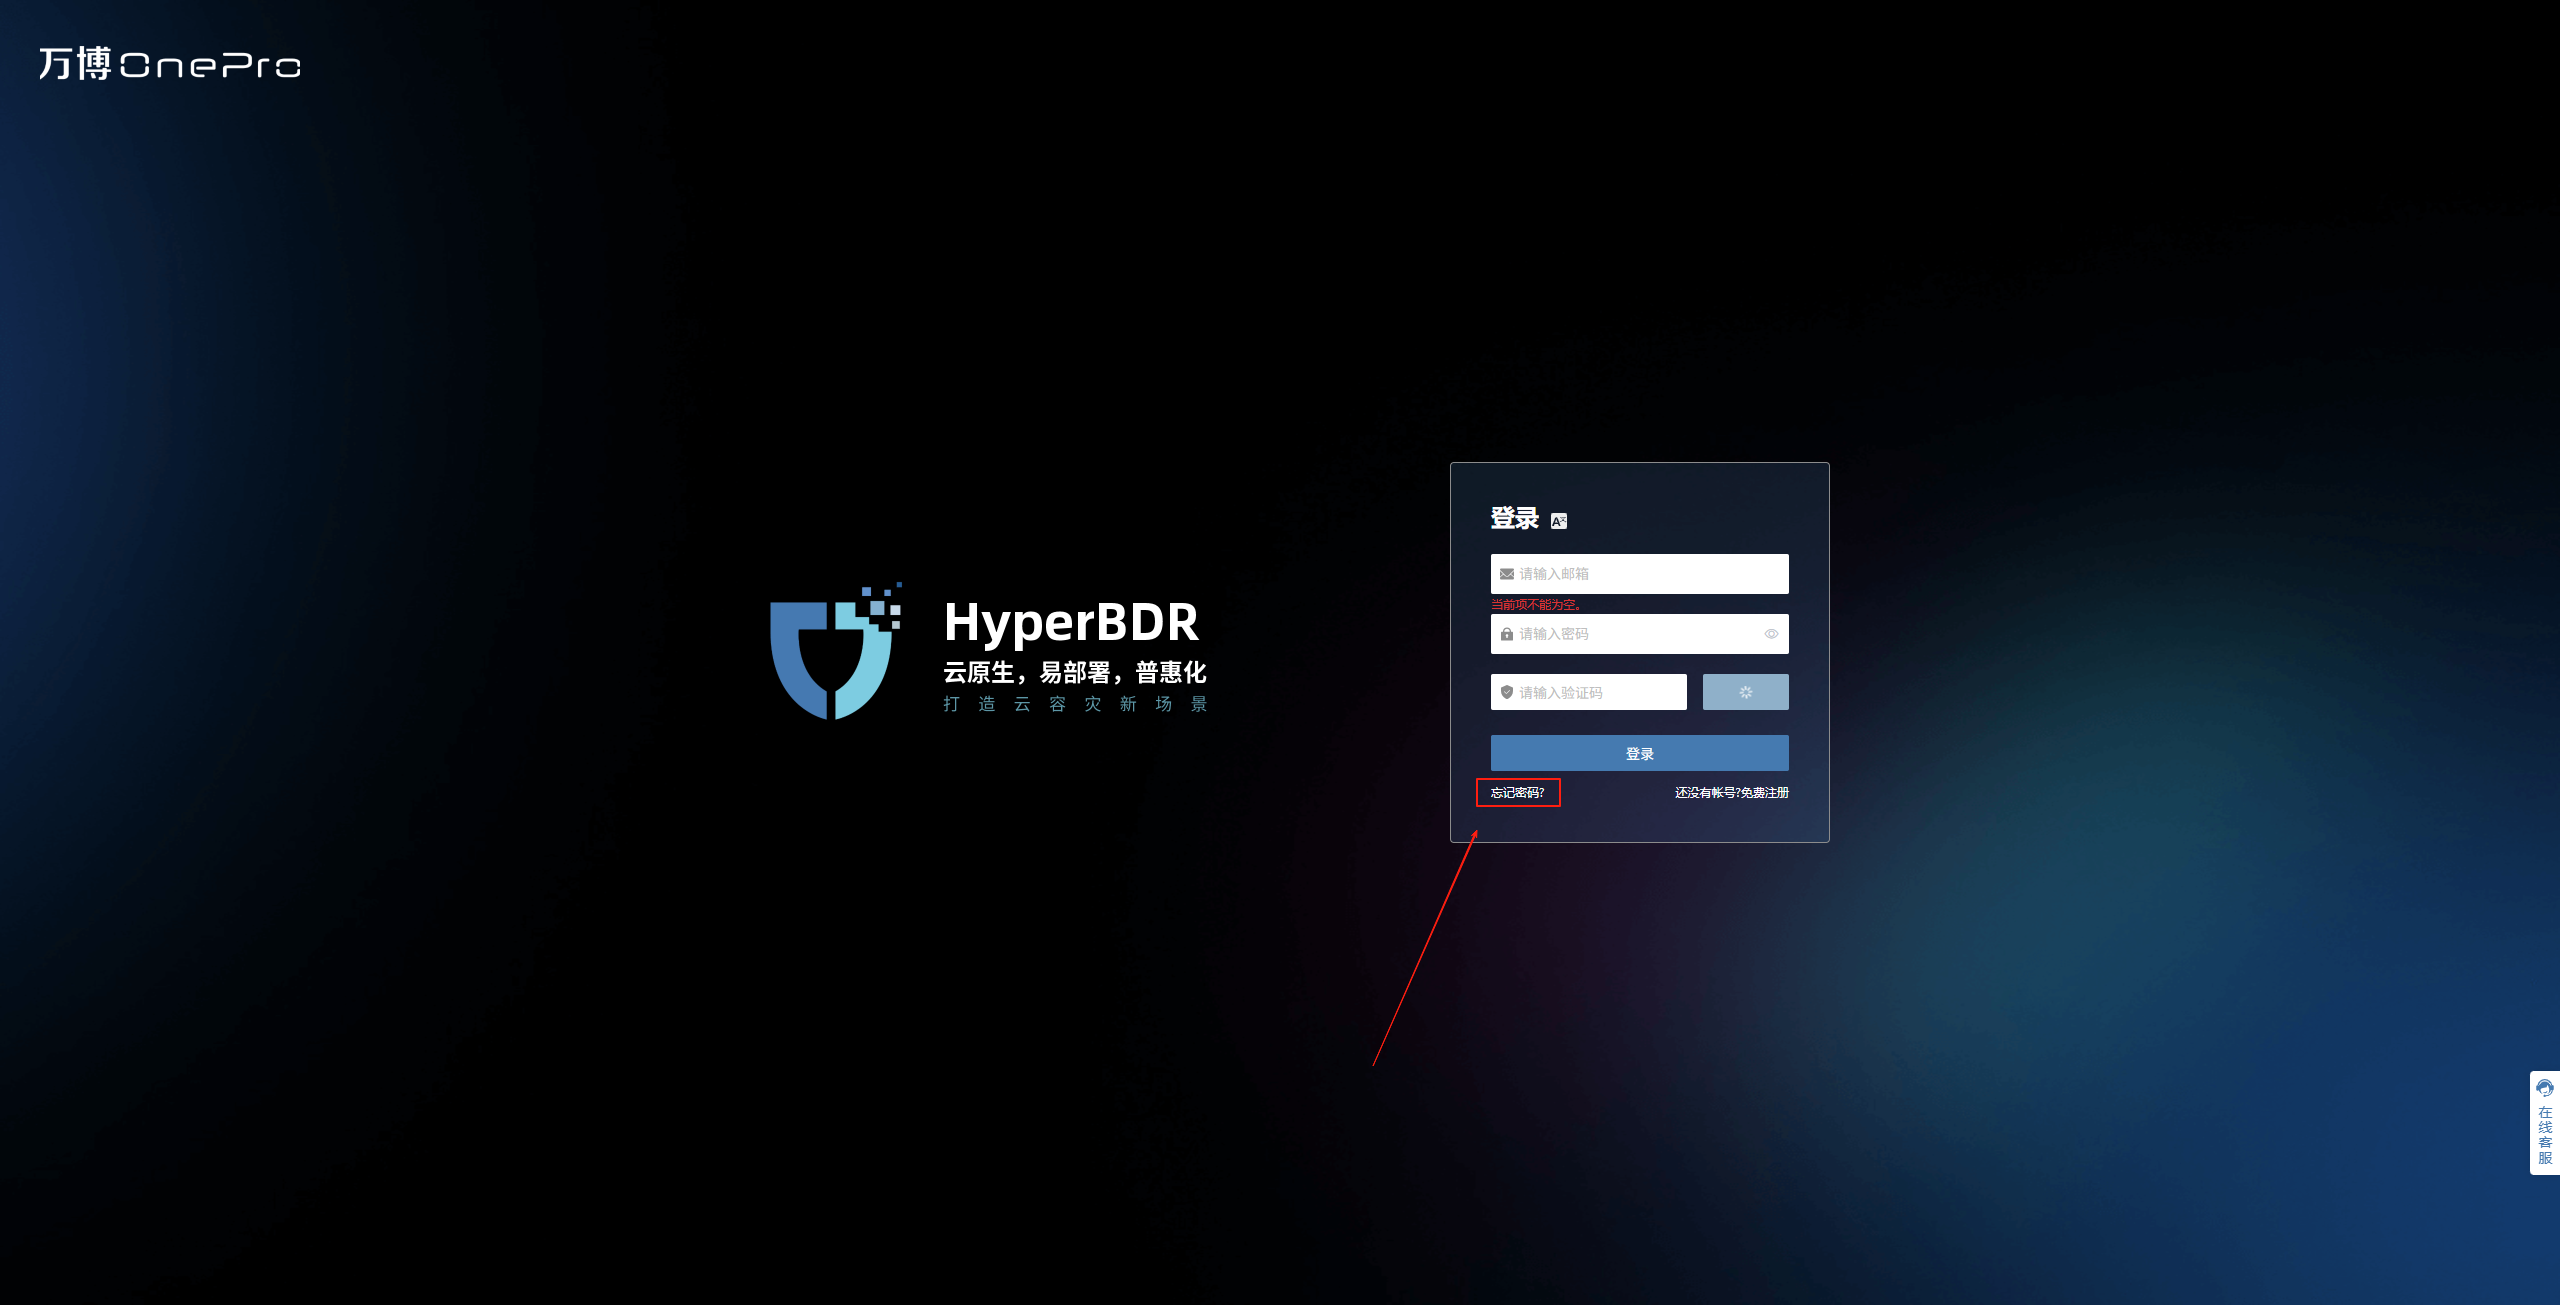 万博OnePro
HyperBDR
云原生，易部署，普惠化
打造云容灾新场景
登录
请输入邮箱
当前项不能为空。
请输入密码
请输入验证码
登录
忘记密码?
还没有帐号?免费注册
在线客服